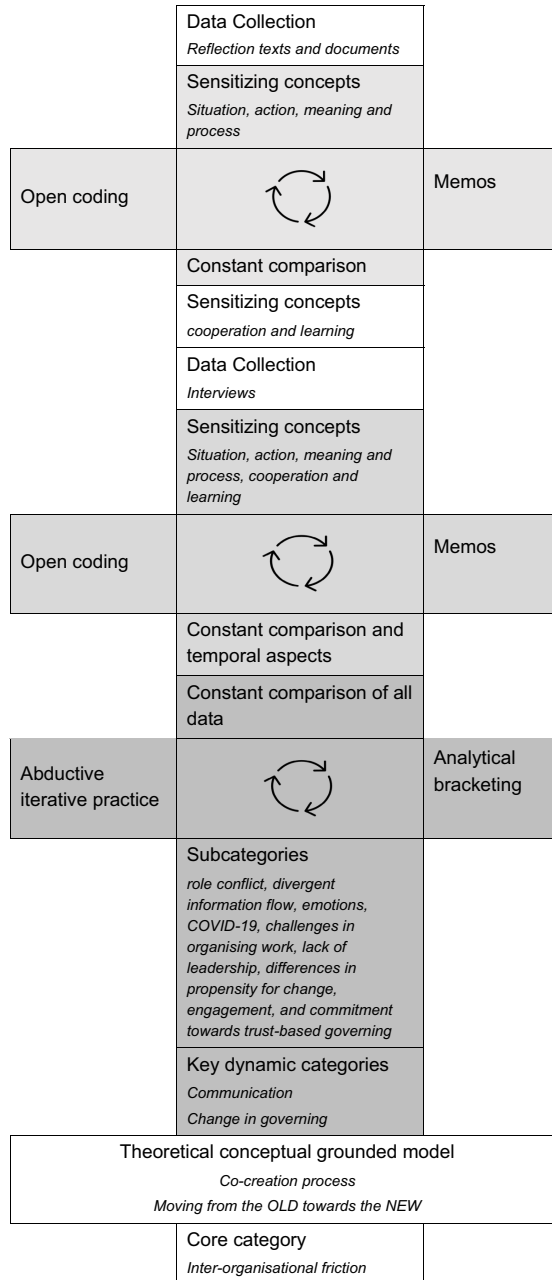 Data Collection
Reflection texts and documents
Sensitizing concepts
Situation, action, meaning and
process
Open coding
Memos
Constant comparison
Sensitizing concepts
cooperation and learning
Data Collection
Interviews
Sensitizing concepts
Situation, action, meaning and
process, cooperation and
learning
Open coding
Memos
Constant comparison and
temporal aspects
Constant comparison of all
data
Abductive
iterative practice
Analytical
bracketing
Subcategories
role conflict, divergent
information flow, emotions,
COVID-19, challenges in
organising work, lack of
leadership, differences in
propensity for change,
engagement, and commitment
towards trust-based governing
Key dynamic categories
Communication
Change in governing
Theoretical conceptual grounded model
Co-creation process
Moving from the OLD towards the NEW
Core category
Inter-organisational friction